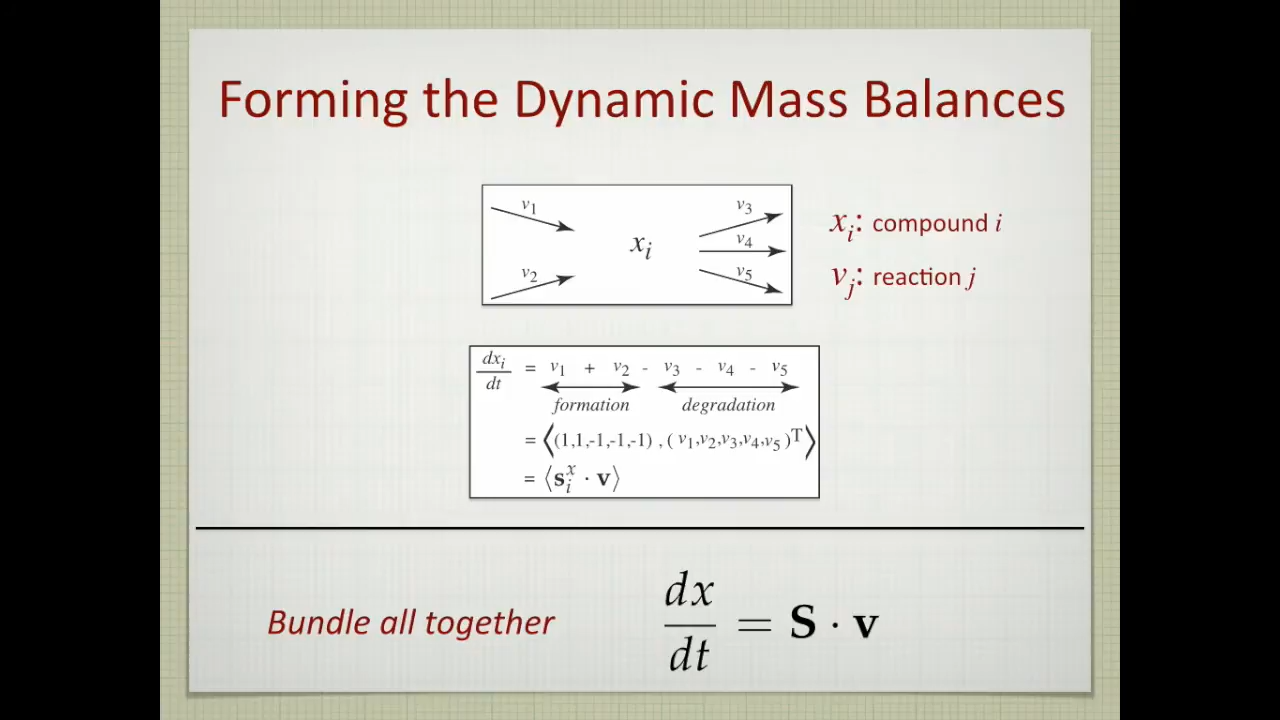 Forming the Dynamic Mass Balances
v₁
v₂
xᵢ
v₃
v₄
v₅
xᵢ: compound i
vⱼ: reaction j
dxᵢ/dt = v₁ + v₂ - v₃ - v₄ - v₅
formation degradation
= ⟨(1,1,-1,-1,-1) , ( v₁,v₂,v₃,v₄,v₅ )ᵀ⟩
= ⟨sᵢˣ · v⟩
Bundle all together
dx/dt = S · v